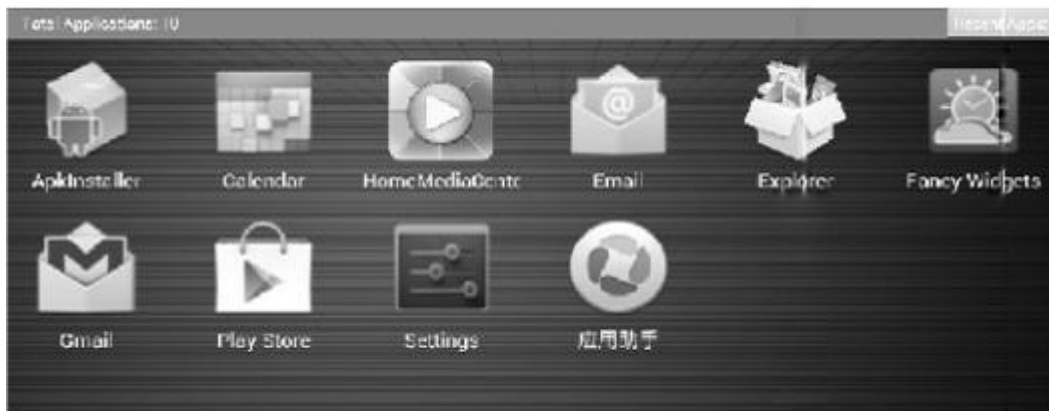 Total Applications: 10
Recent Apps
ApkInstaller
Calendar
HomeMediaCente
Email
Explorer
Fancy Widgets
Gmail
Play Store
Settings
应用助手